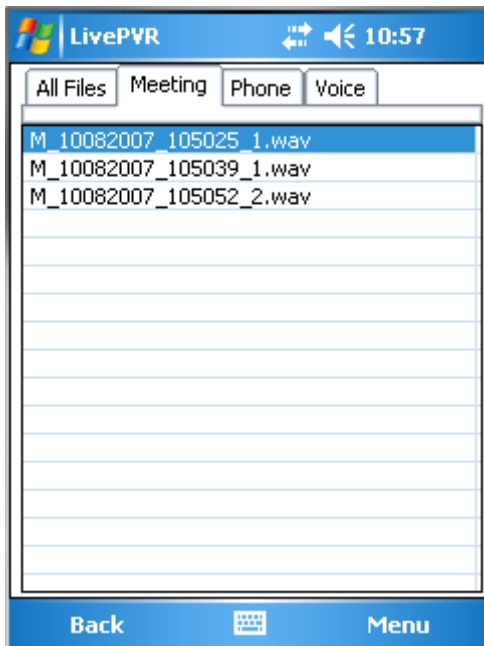 LivePVR 10:57
All Files Meeting Phone Voice
M_10082007_105025_1.wav
M_10082007_105039_1.wav
M_10082007_105052_2.wav
Back Menu